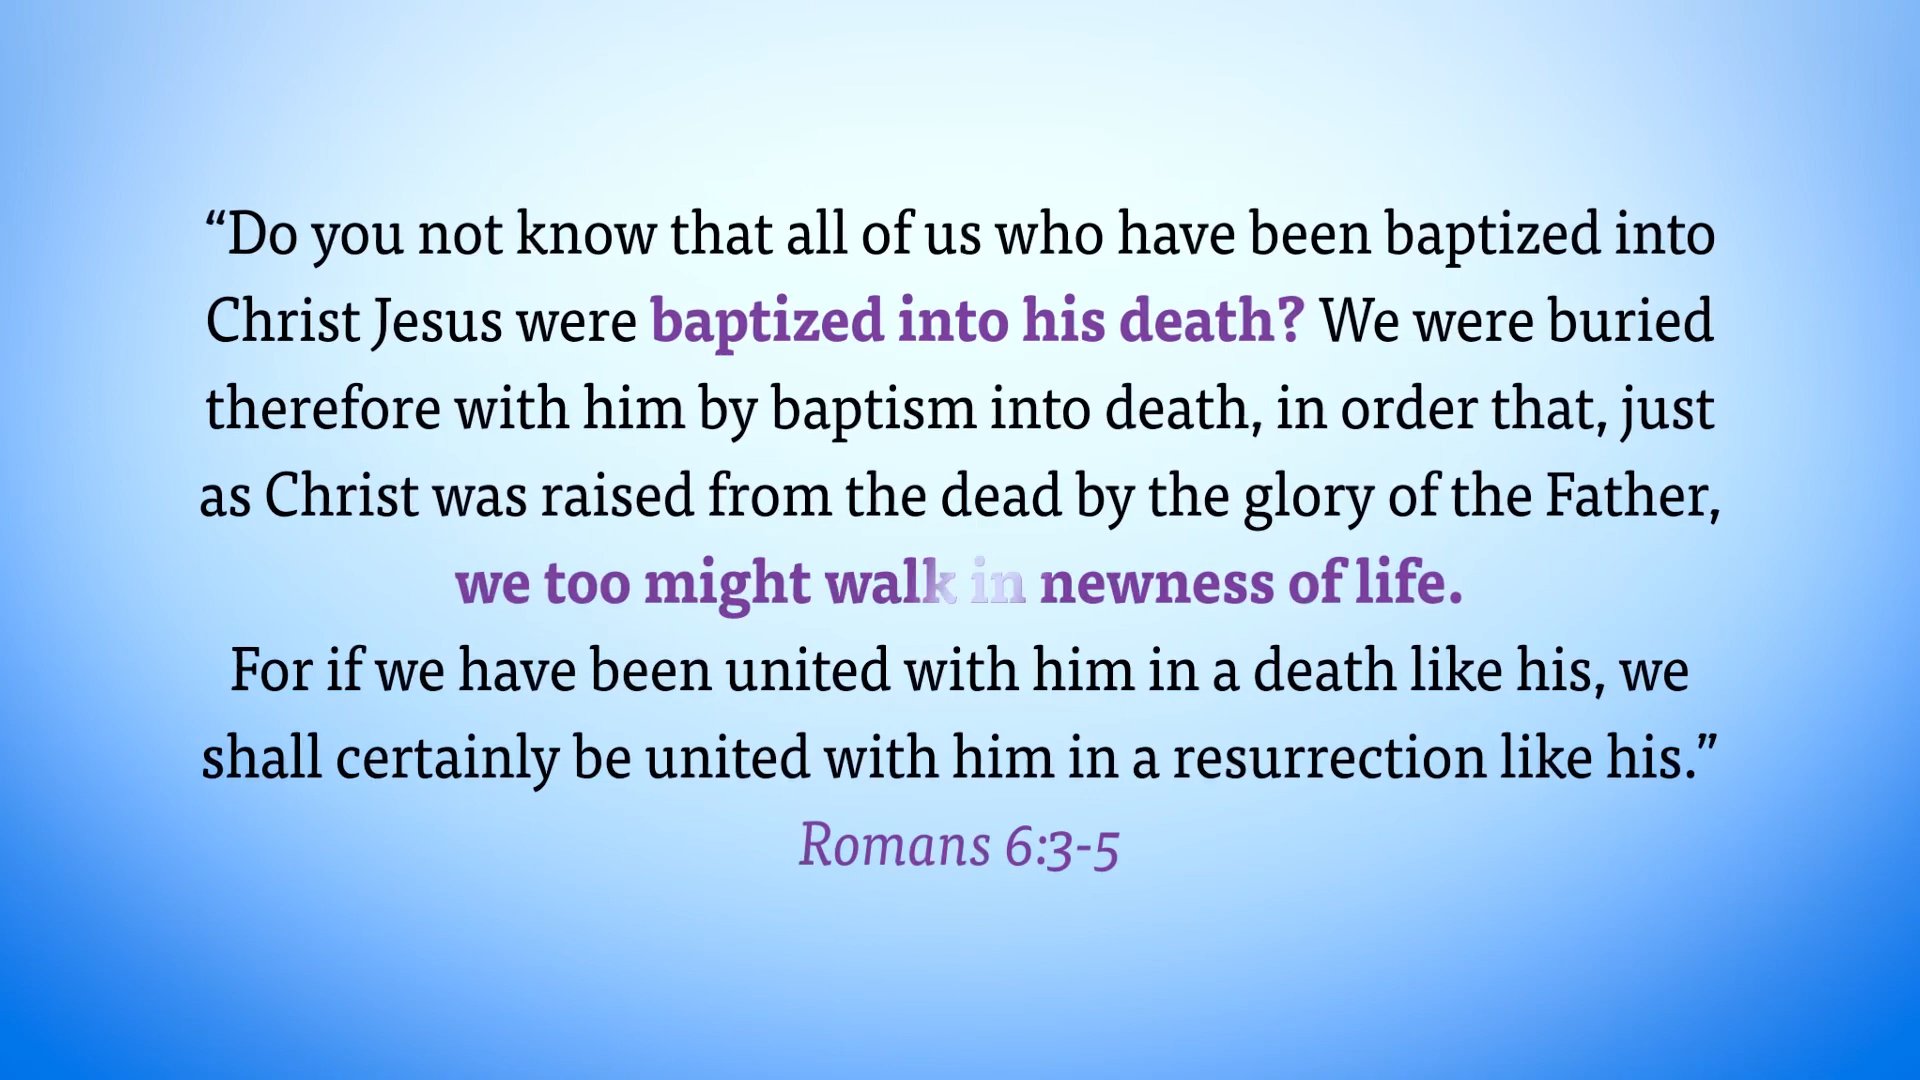 “Do you not know that all of us who have been baptized into
Christ Jesus were baptized into his death? We were buried
therefore with him by baptism into death, in order that, just
as Christ was raised from the dead by the glory of the Father,
we too might walk in newness of life.
For if we have been united with him in a death like his, we
shall certainly be united with him in a resurrection like his.”
Romans 6:3-5